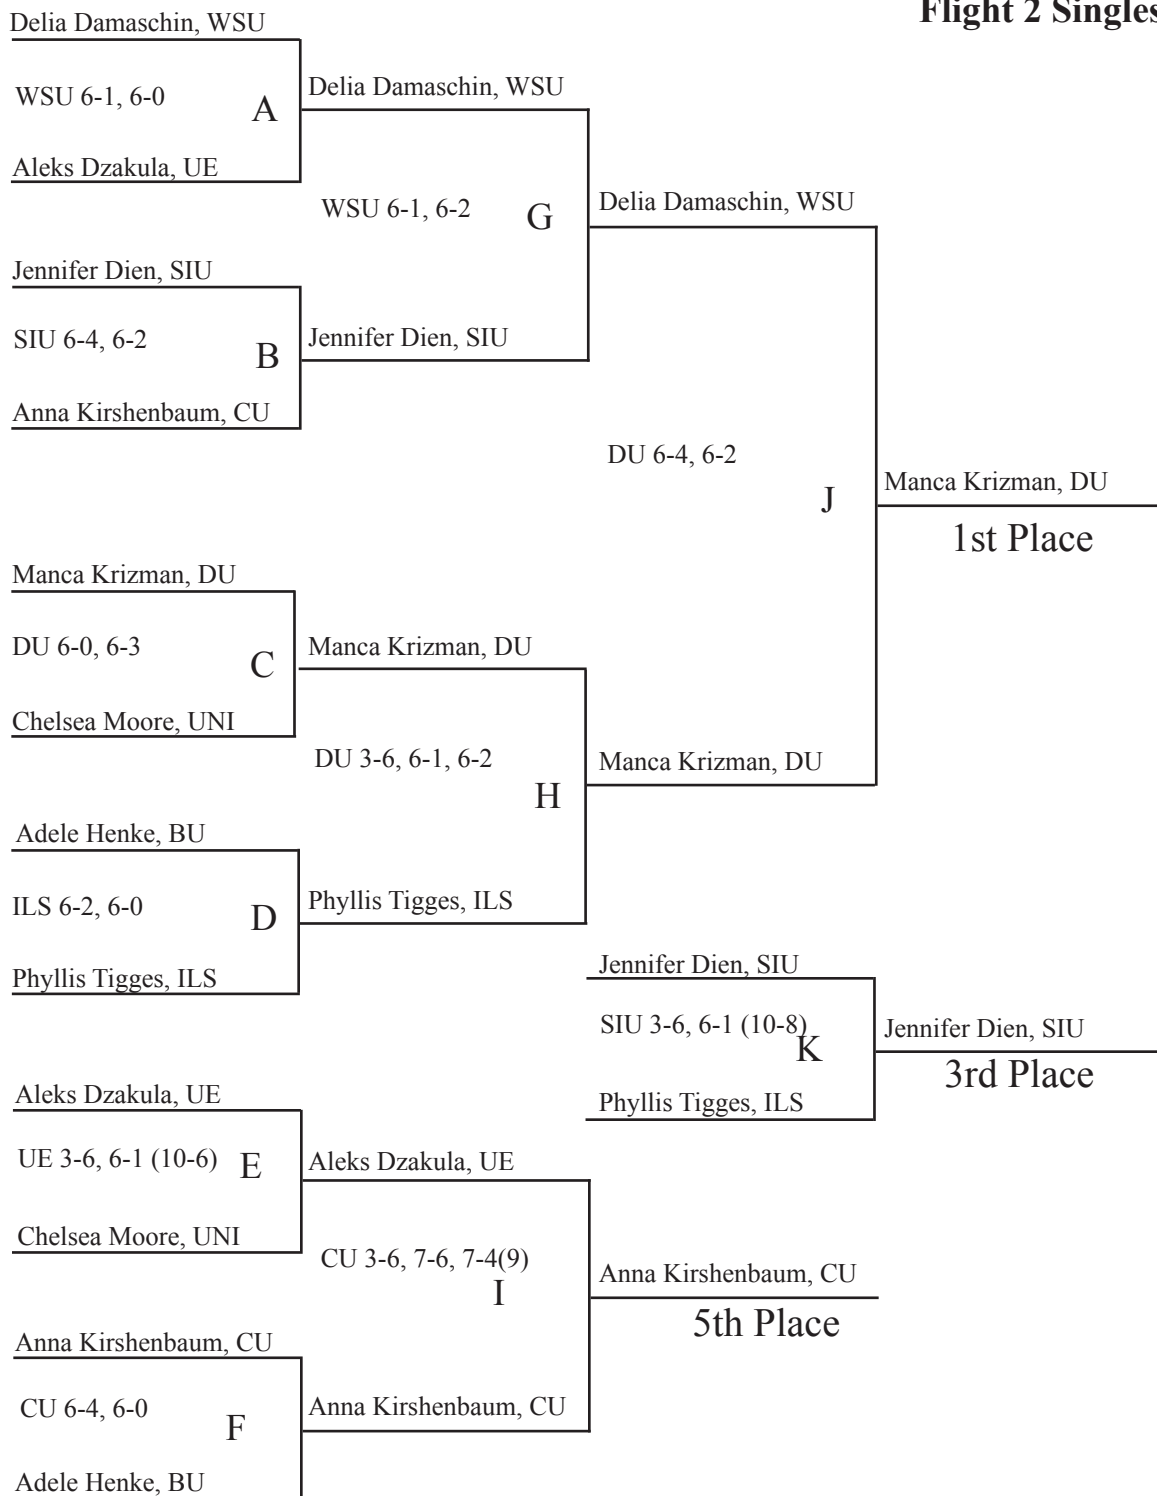 Flight 2 Singles
Delia Damaschin, WSU
WSU 6-1, 6-0
A
Aleks Dzakula, UE
Delia Damaschin, WSU
WSU 6-1, 6-2
G
Delia Damaschin, WSU
Jennifer Dien, SIU
SIU 6-4, 6-2
B
Anna Kirshenbaum, CU
Jennifer Dien, SIU
DU 6-4, 6-2
J
Manca Krizman, DU
1st Place
Manca Krizman, DU
DU 6-0, 6-3
C
Chelsea Moore, UNI
Manca Krizman, DU
DU 3-6, 6-1, 6-2
H
Manca Krizman, DU
Adele Henke, BU
ILS 6-2, 6-0
D
Phyllis Tigges, ILS
Phyllis Tigges, ILS
Jennifer Dien, SIU
SIU 3-6, 6-1 (10-8)
K
Phyllis Tigges, ILS
Jennifer Dien, SIU
3rd Place
Aleks Dzakula, UE
UE 3-6, 6-1 (10-6)
E
Chelsea Moore, UNI
Aleks Dzakula, UE
CU 3-6, 7-6, 7-4(9)
I
Anna Kirshenbaum, CU
5th Place
Anna Kirshenbaum, CU
CU 6-4, 6-0
F
Adele Henke, BU
Anna Kirshenbaum, CU